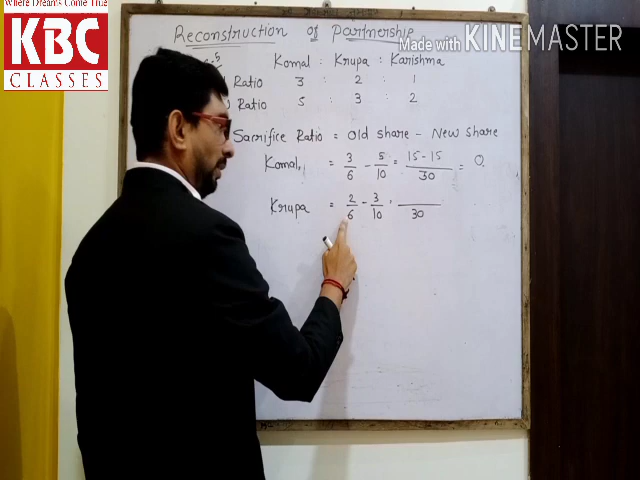 Where Dreams Come True
KBC
CLASSES
Made with KINEMASTER
Reconstruction of Partnership
Komal : Krupa : Karishma
Ratio 3 : 2 : 1
Ratio 5 : 3 : 2
Sacrifice Ratio = Old share - New share
Komal = 3/6 - 5/10 = 15 - 15/30 = 0
Krupa = 2/6 - 3/10 = /30